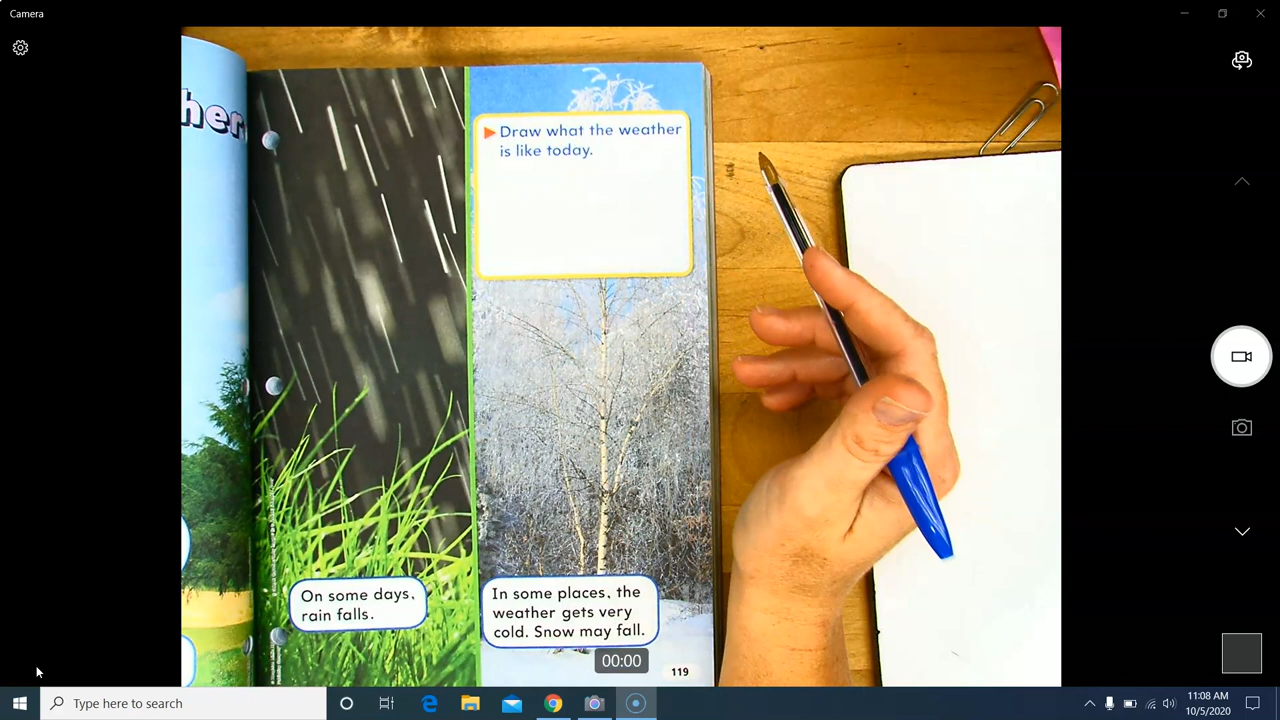 Camera
her
Draw what the weather
is like today.
On some days,
rain falls.
In some places, the
weather gets very
cold. Snow may fall.
00:00
119
Type here to search
11:08 AM
10/5/2020